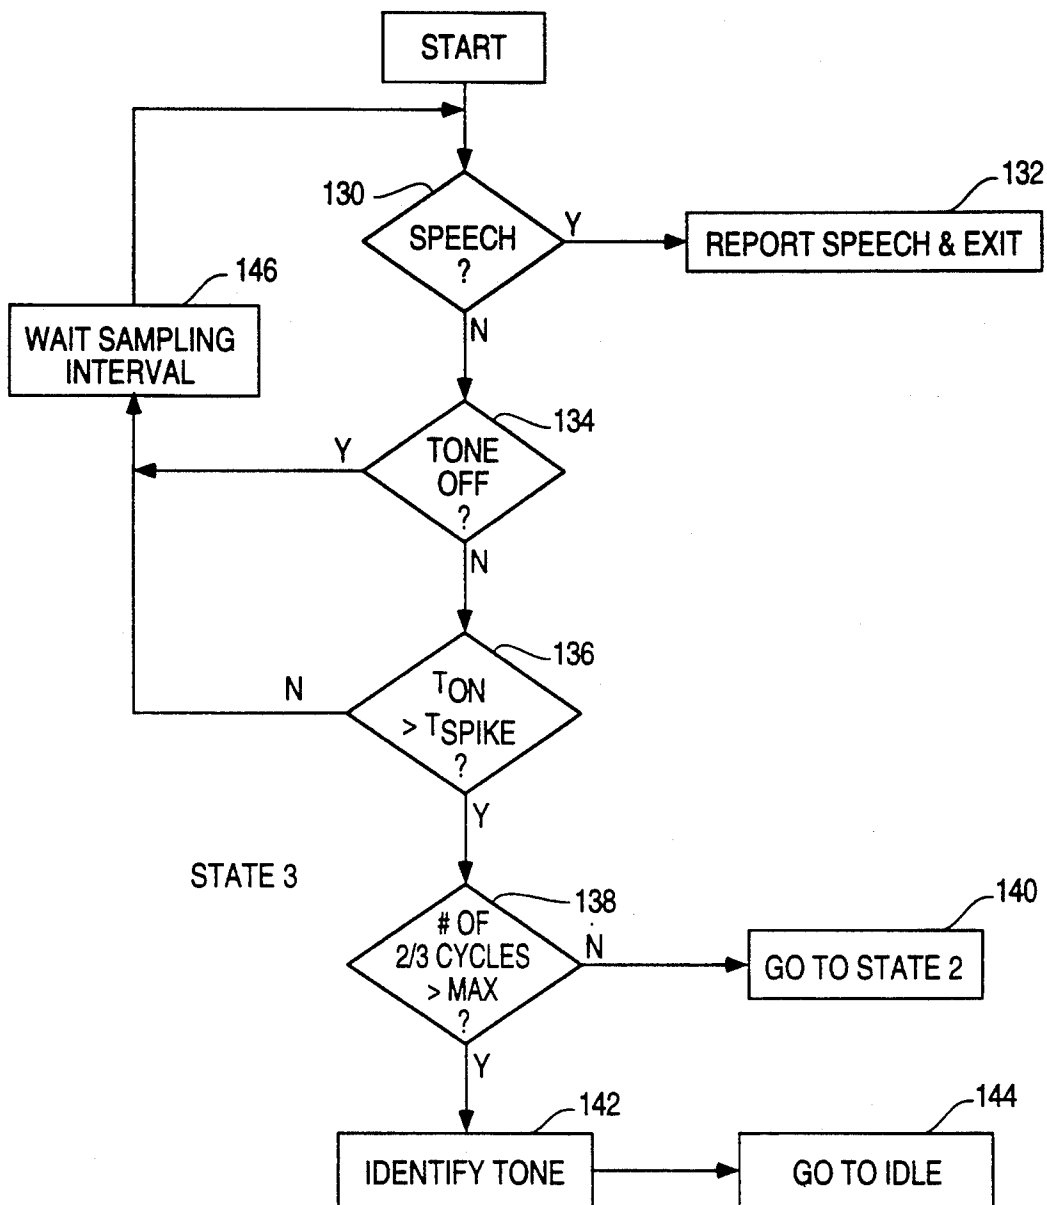 START
130
SPEECH
?
Y
132
REPORT SPEECH & EXIT
N
146
WAIT SAMPLING
INTERVAL
134
TONE
OFF
?
Y
N
136
TON
> TSPIKE
?
N
Y
STATE 3
138
# OF
2/3 CYCLES
> MAX
?
N
140
GO TO STATE 2
Y
142
IDENTIFY TONE
144
GO TO IDLE